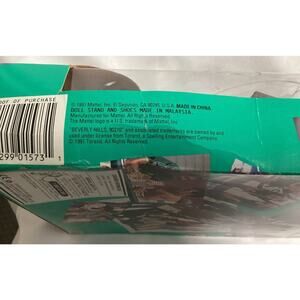 © 1991 Mattel, Inc. El Segundo, CA 90245 U.S.A. MADE IN CHINA.
DOLL STAND AND SHOES MADE IN MALAYSIA.
Manufactured for Mattel. All Rights Reserved.
The Mattel logo is a U.S. trademark of Mattel, Inc.
OOF OF PURCHASE
"BEVERLY HILLS, 90210" and associated trademarks are owned by and
used under license from Torand, a Spelling Entertainment Company.
© 1991 Torand. All Rights Reserved.
29901573 1